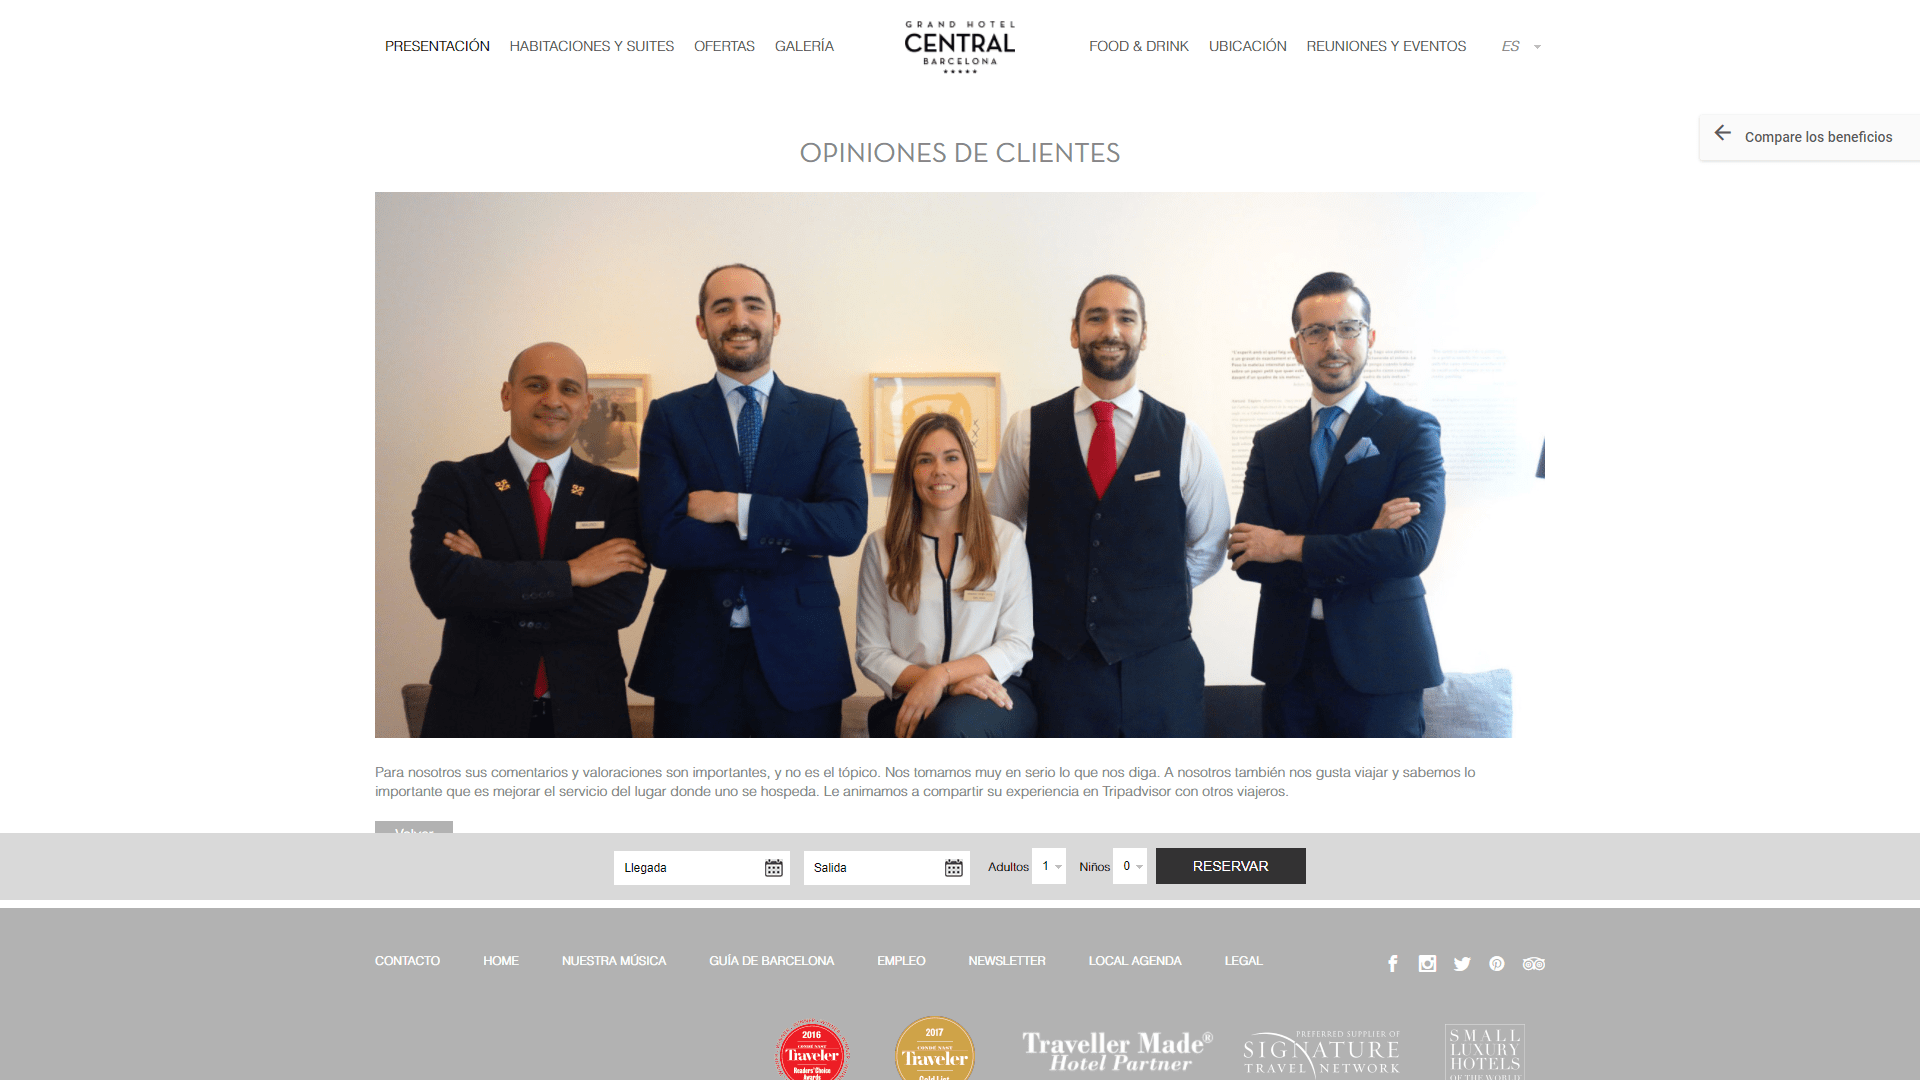 PRESENTACIÓN HABITACIONES Y SUITES OFERTAS GALERÍA
GRAND HOTEL
CENTRAL
BARCELONA
FOOD & DRINK UBICACIÓN REUNIONES Y EVENTOS ES
Compare los beneficios
OPINIONES DE CLIENTES
Para nosotros sus comentarios y valoraciones son importantes, y no es el tópico. Nos tomamos muy en serio lo que nos diga. A nosotros también nos gusta viajar y sabemos lo
importante que es mejorar el servicio del lugar donde uno se hospeda. Le animamos a compartir su experiencia en Tripadvisor con otros viajeros.
Volver
Llegada Salida Adultos 1 Niños 0 RESERVAR
CONTACTO HOME NUESTRA MÚSICA GUÍA DE BARCELONA EMPLEO NEWSLETTER LOCAL AGENDA LEGAL
2016
CONDÉ NAST
Traveler
Readers' Choice
Awards
2017
CONDÉ NAST
Traveler
Gold List
Traveller Made®
Hotel Partner
PREFERRED SUPPLIER OF
SIGNATURE
TRAVEL NETWORK
SMALL
LUXURY
HOTELS
OF THE WORLD